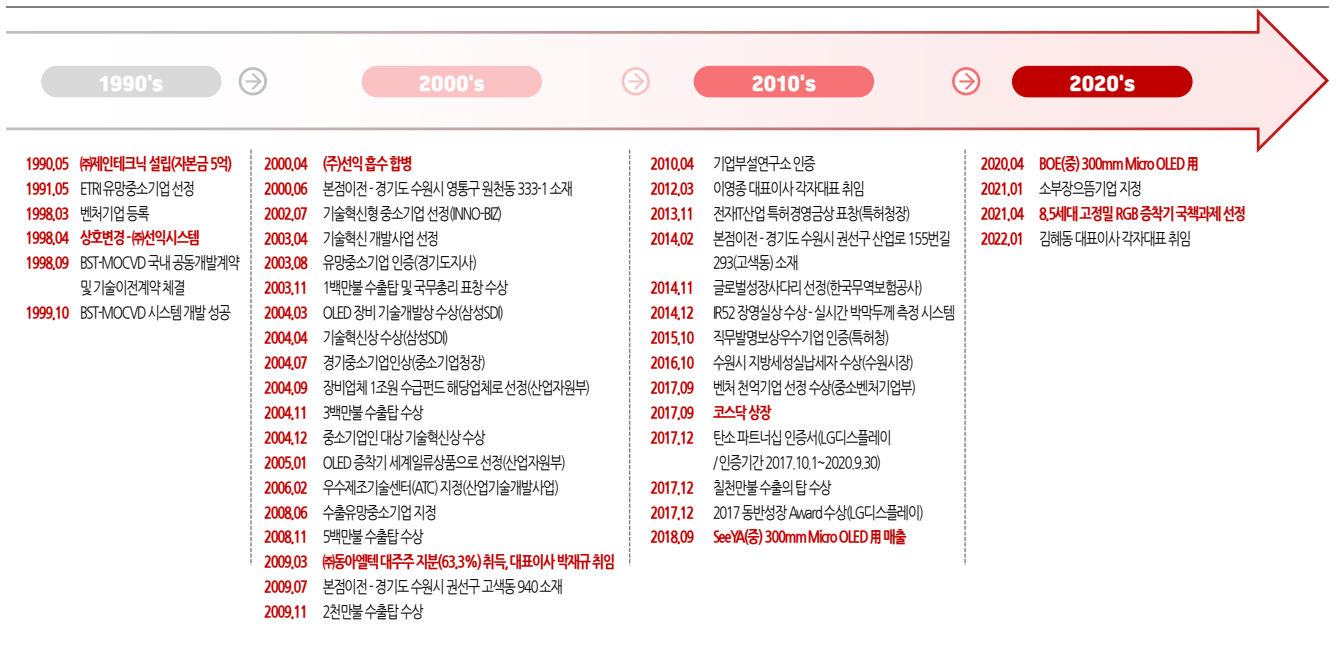 1990's
2000's
2010's
2020's
1990.05 ㈜제인테크닉 설립(자본금 5억)
1991.05 ETRI 유망중소기업 선정
1998.03 벤처기업 등록
1998.04 상호변경 - ㈜선익시스템
1998.09 BST-MOCVD 국내 공동개발계약
및 기술이전계약 체결
1999.10 BST-MOCVD 시스템 개발 성공
2000.04 (주)선익 흡수 합병
2000.06 본점이전 - 경기도 수원시 영통구 원천동 333-1 소재
2002.07 기술혁신형 중소기업 선정(INNO-BIZ)
2003.04 기술혁신 개발사업 선정
2003.08 유망중소기업 인증(경기도지사)
2003.11 1백만불 수출탑 및 국무총리 표창 수상
2004.03 OLED 장비 기술개발상 수상(삼성SDI)
2004.04 기술혁신상 수상(삼성SDI)
2004.07 경기중소기업인상(중소기업청장)
2004.09 장비업체 1조원 수급펀드 해당업체로 선정(산업자원부)
2004.11 3백만불 수출탑 수상
2004.12 중소기업인 대상 기술혁신상 수상
2005.01 OLED 증착기 세계일류상품으로 선정(산업자원부)
2006.02 우수제조기술센터(ATC) 지정(산업기술개발사업)
2008.06 수출유망중소기업 지정
2008.11 5백만불 수출탑 수상
2009.03 ㈜동아엘텍 대주주 지분(63.3%) 취득, 대표이사 박재규 취임
2009.07 본점이전 - 경기도 수원시 권선구 고색동 940 소재
2009.11 2천만불 수출탑 수상
2010.04 기업부설연구소 인증
2012.03 이영종 대표이사 각자대표 취임
2013.11 전자IT산업 특허경영금상 표창(특허청장)
2014.02 본점이전 - 경기도 수원시 권선구 산업로 155번길
293(고색동) 소재
2014.11 글로벌성장사다리 선정(한국무역보험공사)
2014.12 IR52 장영실상 수상 - 실시간 박막두께 측정 시스템
2015.10 직무발명보상우수기업 인증(특허청)
2016.10 수원시 지방세성실납세자 수상(수원시장)
2017.09 벤처 천억기업 선정 수상(중소벤처기업부)
2017.09 코스닥 상장
2017.12 탄소 파트너십 인증서(LG디스플레이
/ 인증기간 2017.10.1~2020.9.30)
2017.12 칠천만불 수출의 탑 수상
2017.12 2017 동반성장 Award 수상(LG디스플레이)
2018.09 SeeYA(중) 300mm Micro OLED 用 매출
2020.04 BOE(중) 300mm Micro OLED 用
2021.01 소부장으뜸기업 지정
2021.04 8.5세대 고정밀 RGB 증착기 국책과제 선정
2022.01 김혜동 대표이사 각자대표 취임